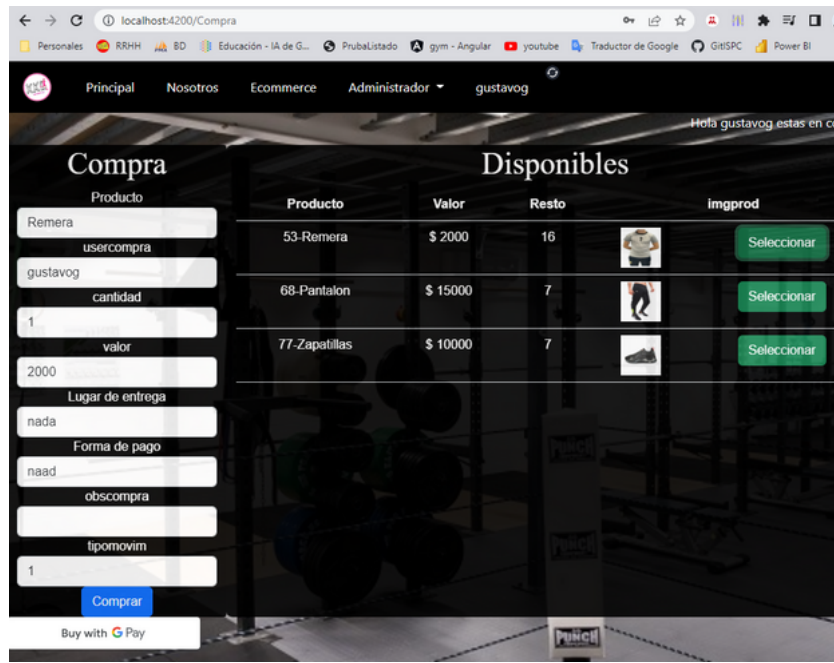 localhost:4200/Compra
Personales RRHH BD Educación - IA de G... PrubaListado gym - Angular youtube Traductor de Google GitISPC Power BI
Principal Nosotros Ecommerce Administrador gustavog
Hola gustavog estas en co
Compra
Producto
Remera
usercompra
gustavog
cantidad
1
valor
2000
Lugar de entrega
nada
Forma de pago
naad
obscompra
tipomovim
1
Comprar
Buy with G Pay
Disponibles
Producto Valor Resto imgprod
53-Remera $ 2000 16 Seleccionar
68-Pantalon $ 15000 7 Seleccionar
77-Zapatillas $ 10000 7 Seleccionar
PUNCH
PUNCH
PUNCH